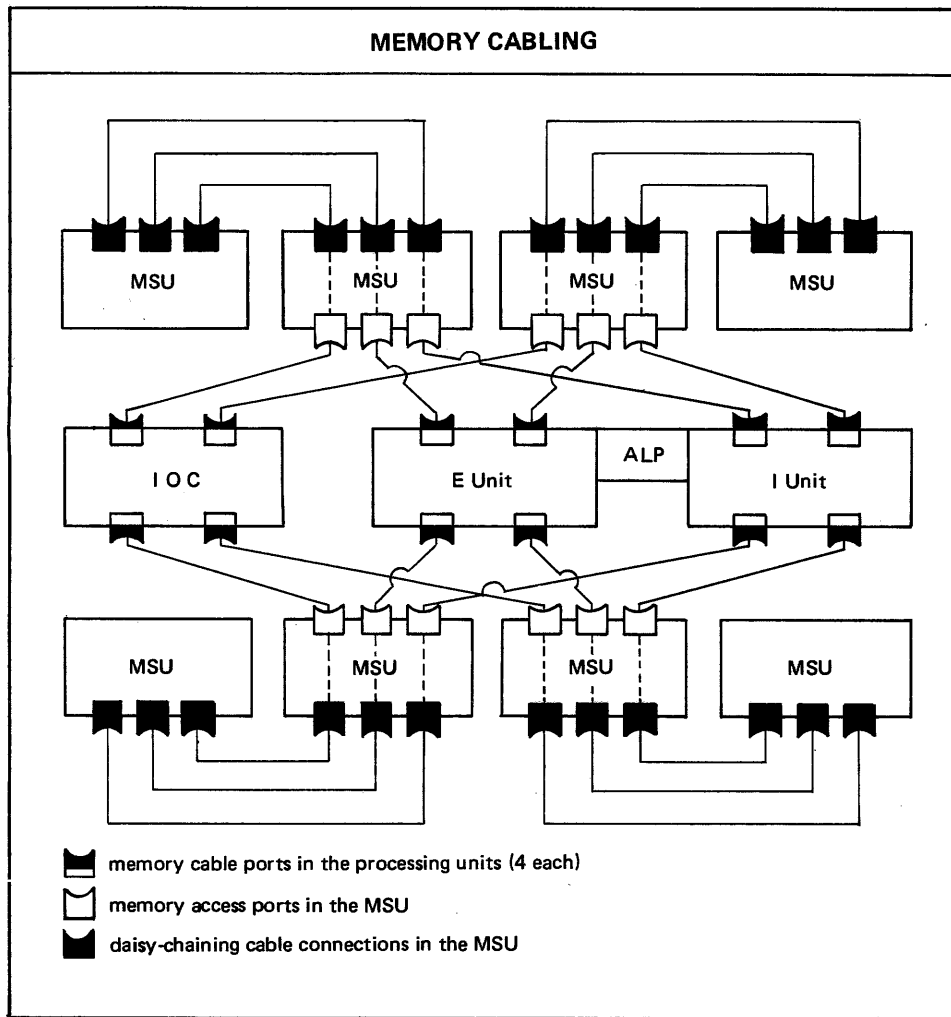 MEMORY CABLING
MSU
MSU
MSU
MSU
IOC
E Unit
ALP
I Unit
MSU
MSU
MSU
MSU
memory cable ports in the processing units (4 each)
memory access ports in the MSU
daisy-chaining cable connections in the MSU